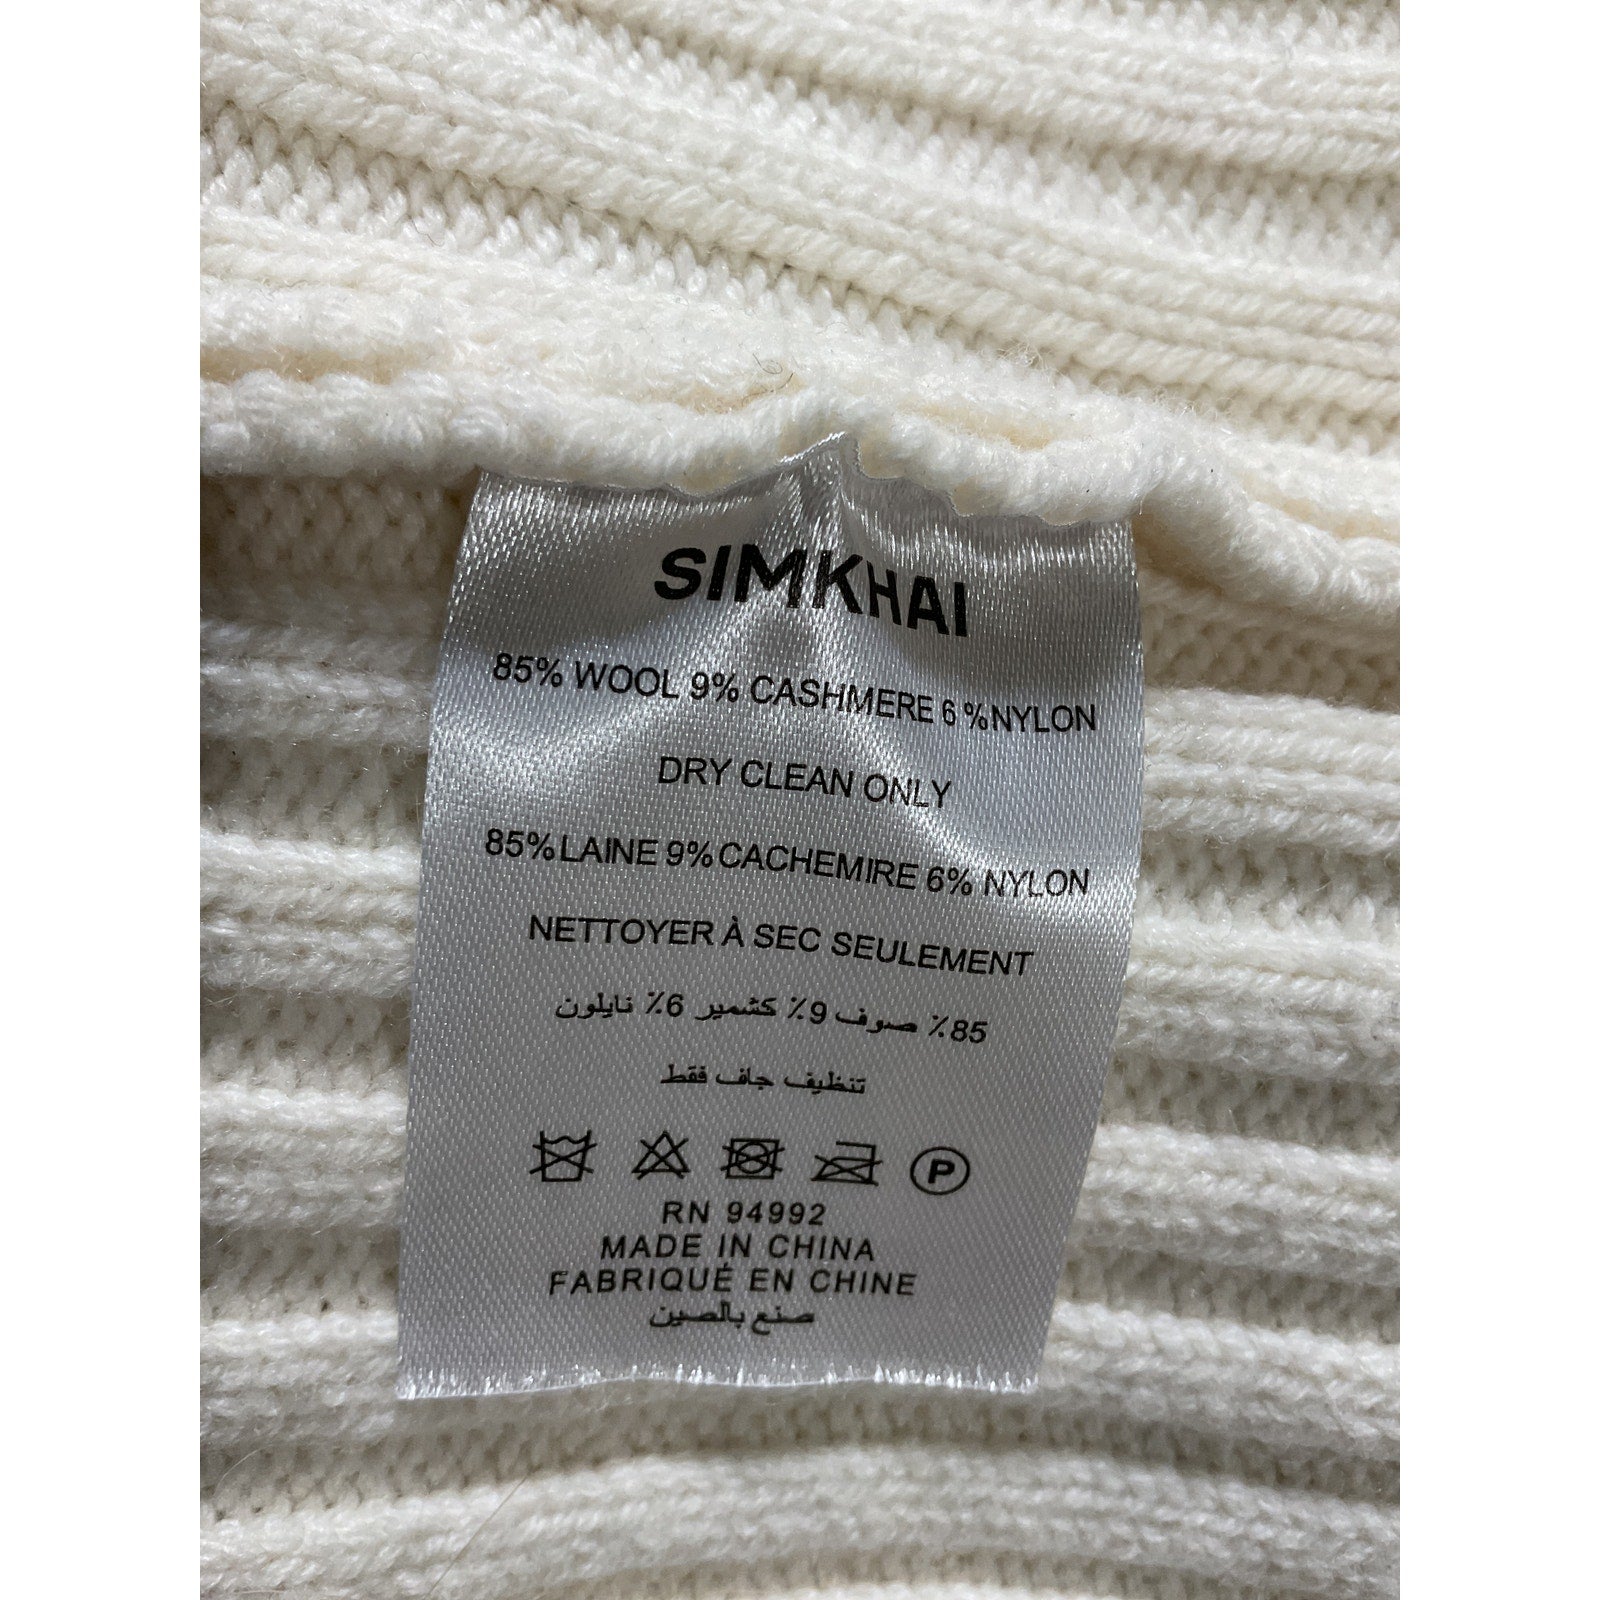 SIMKHAI
85% WOOL 9% CASHMERE 6 %NYLON
DRY CLEAN ONLY
85% LAINE 9% CACHEMIRE 6% NYLON
NETTOYER À SEC SEULEMENT
85٪ صوف 9٪ كشمير 6٪ نايلون
تنظيف جاف فقط
P
RN 94992
MADE IN CHINA
FABRIQUÉ EN CHINE
صنع بالصين